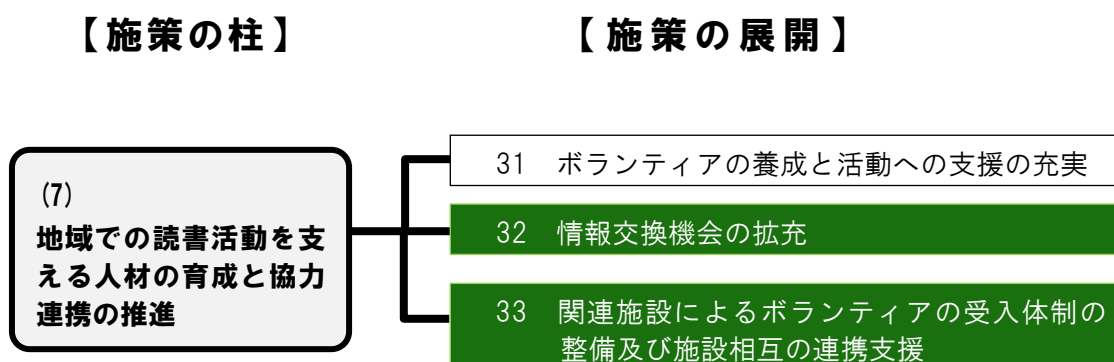 【施策の柱】
【施策の展開】
(7)
地域での読書活動を支
える人材の育成と協力
連携の推進
31 ボランティアの養成と活動への支援の充実
32 情報交換機会の拡充
33 関連施設によるボランティアの受入体制の
整備及び施設相互の連携支援